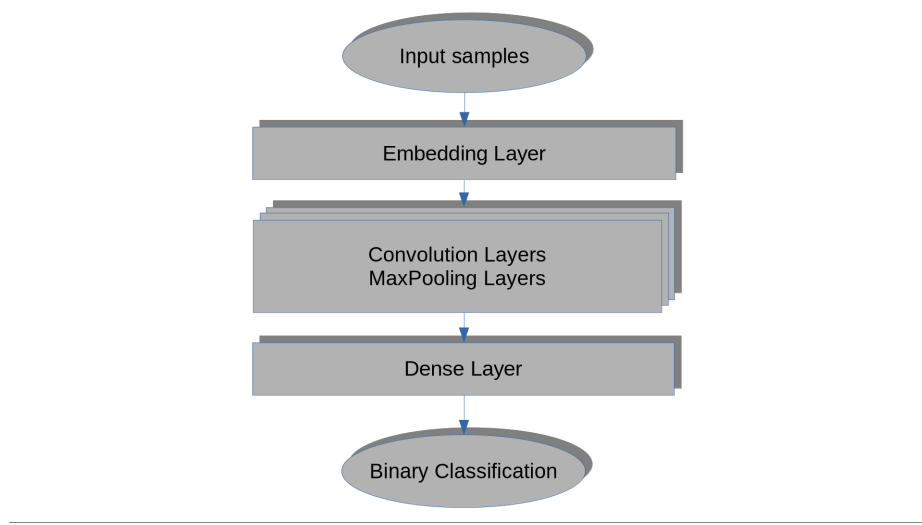 Input samples
Embedding Layer
Convolution Layers
MaxPooling Layers
Dense Layer
Binary Classification